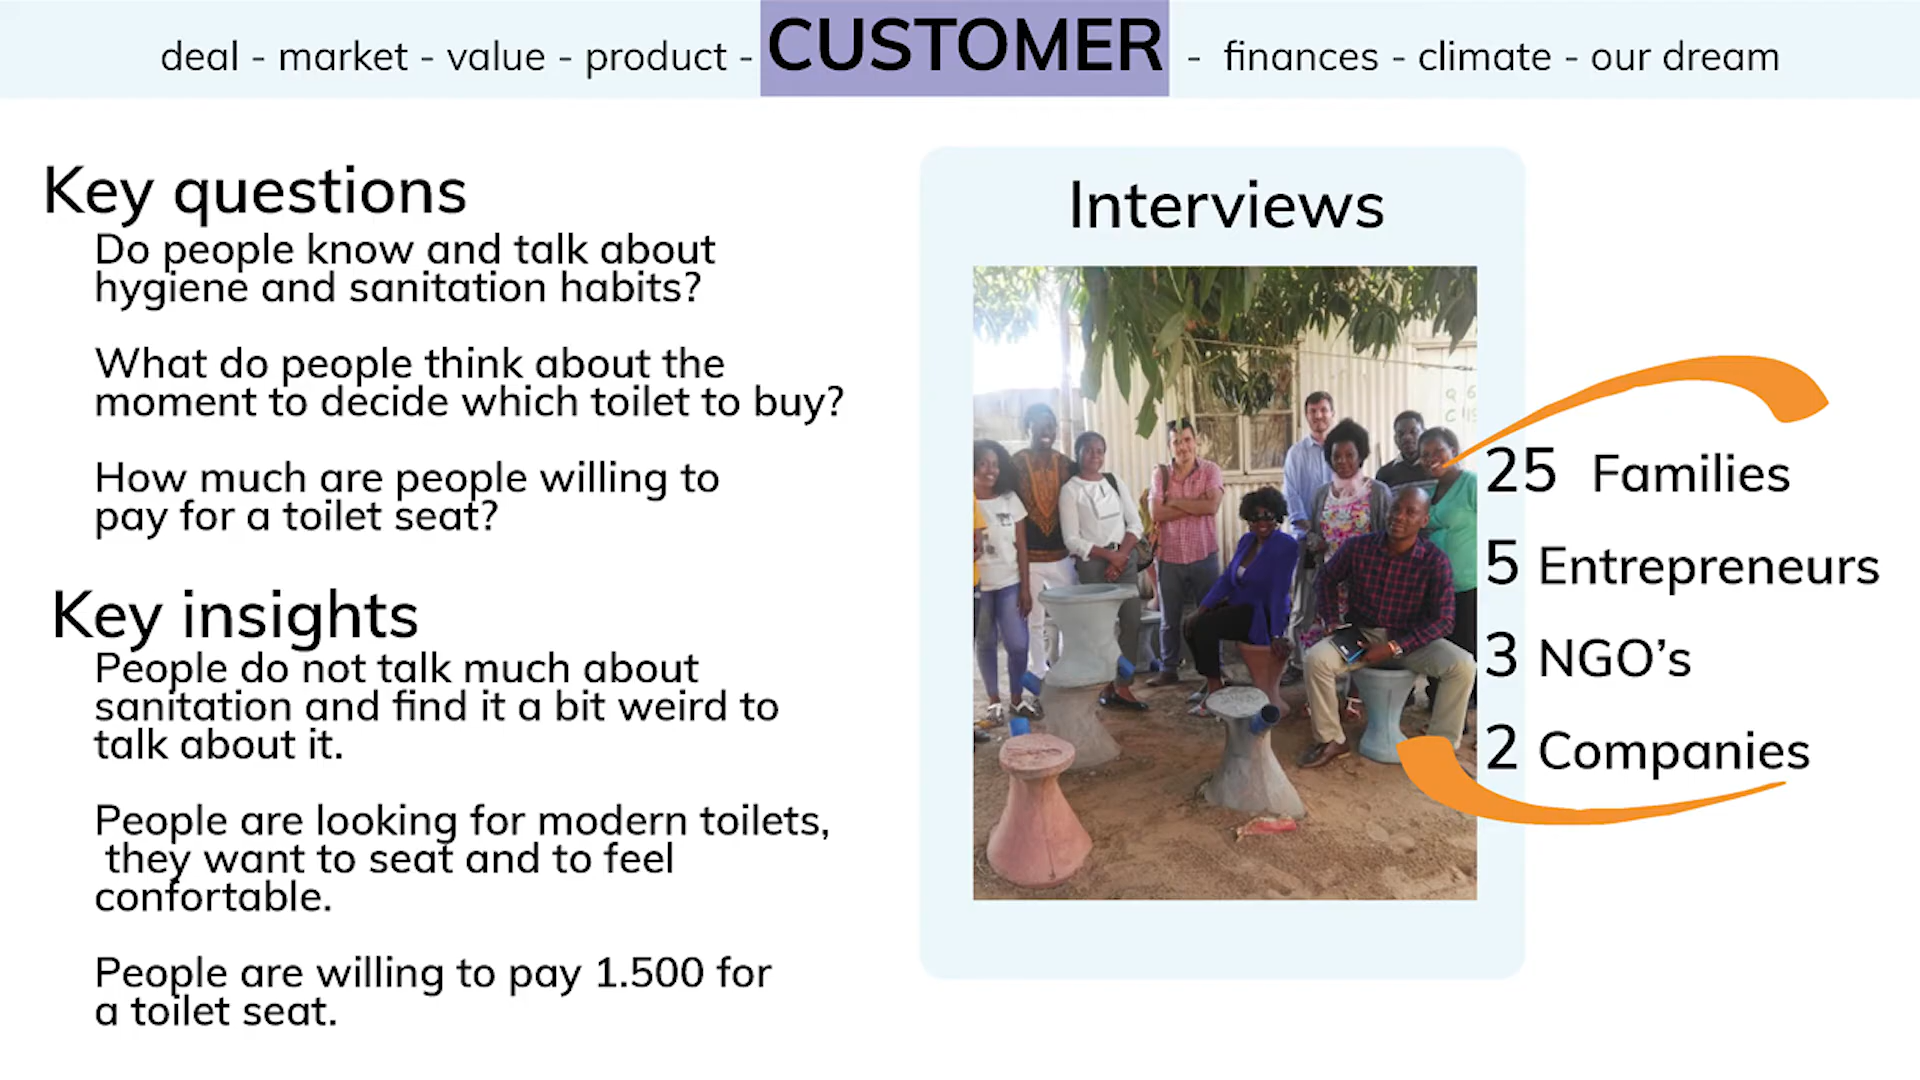 deal - market - value - product - CUSTOMER - finances - climate - our dream
Key questions
Do people know and talk about
hygiene and sanitation habits?
What do people think about the
moment to decide which toilet to buy?
How much are people willing to
pay for a toilet seat?
Key insights
People do not talk much about
sanitation and find it a bit weird to
talk about it.
People are looking for modern toilets,
they want to seat and to feel
confortable.
People are willing to pay 1.500 for
a toilet seat.
Interviews
25 Families
5 Entrepreneurs
3 NGO’s
2 Companies